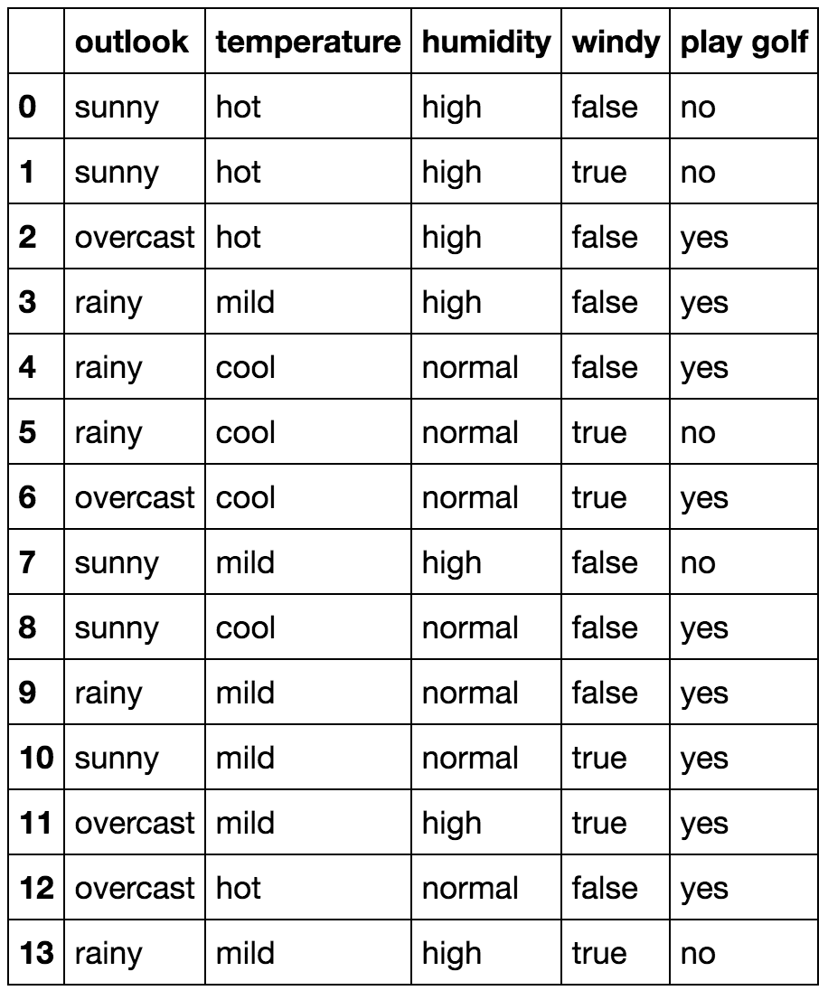 outlook temperature humidity windy play golf
0 sunny hot high false no
1 sunny hot high true no
2 overcast hot high false yes
3 rainy mild high false yes
4 rainy cool normal false yes
5 rainy cool normal true no
6 overcast cool normal true yes
7 sunny mild high false no
8 sunny cool normal false yes
9 rainy mild normal false yes
10 sunny mild normal true yes
11 overcast mild high true yes
12 overcast hot normal false yes
13 rainy mild high true no